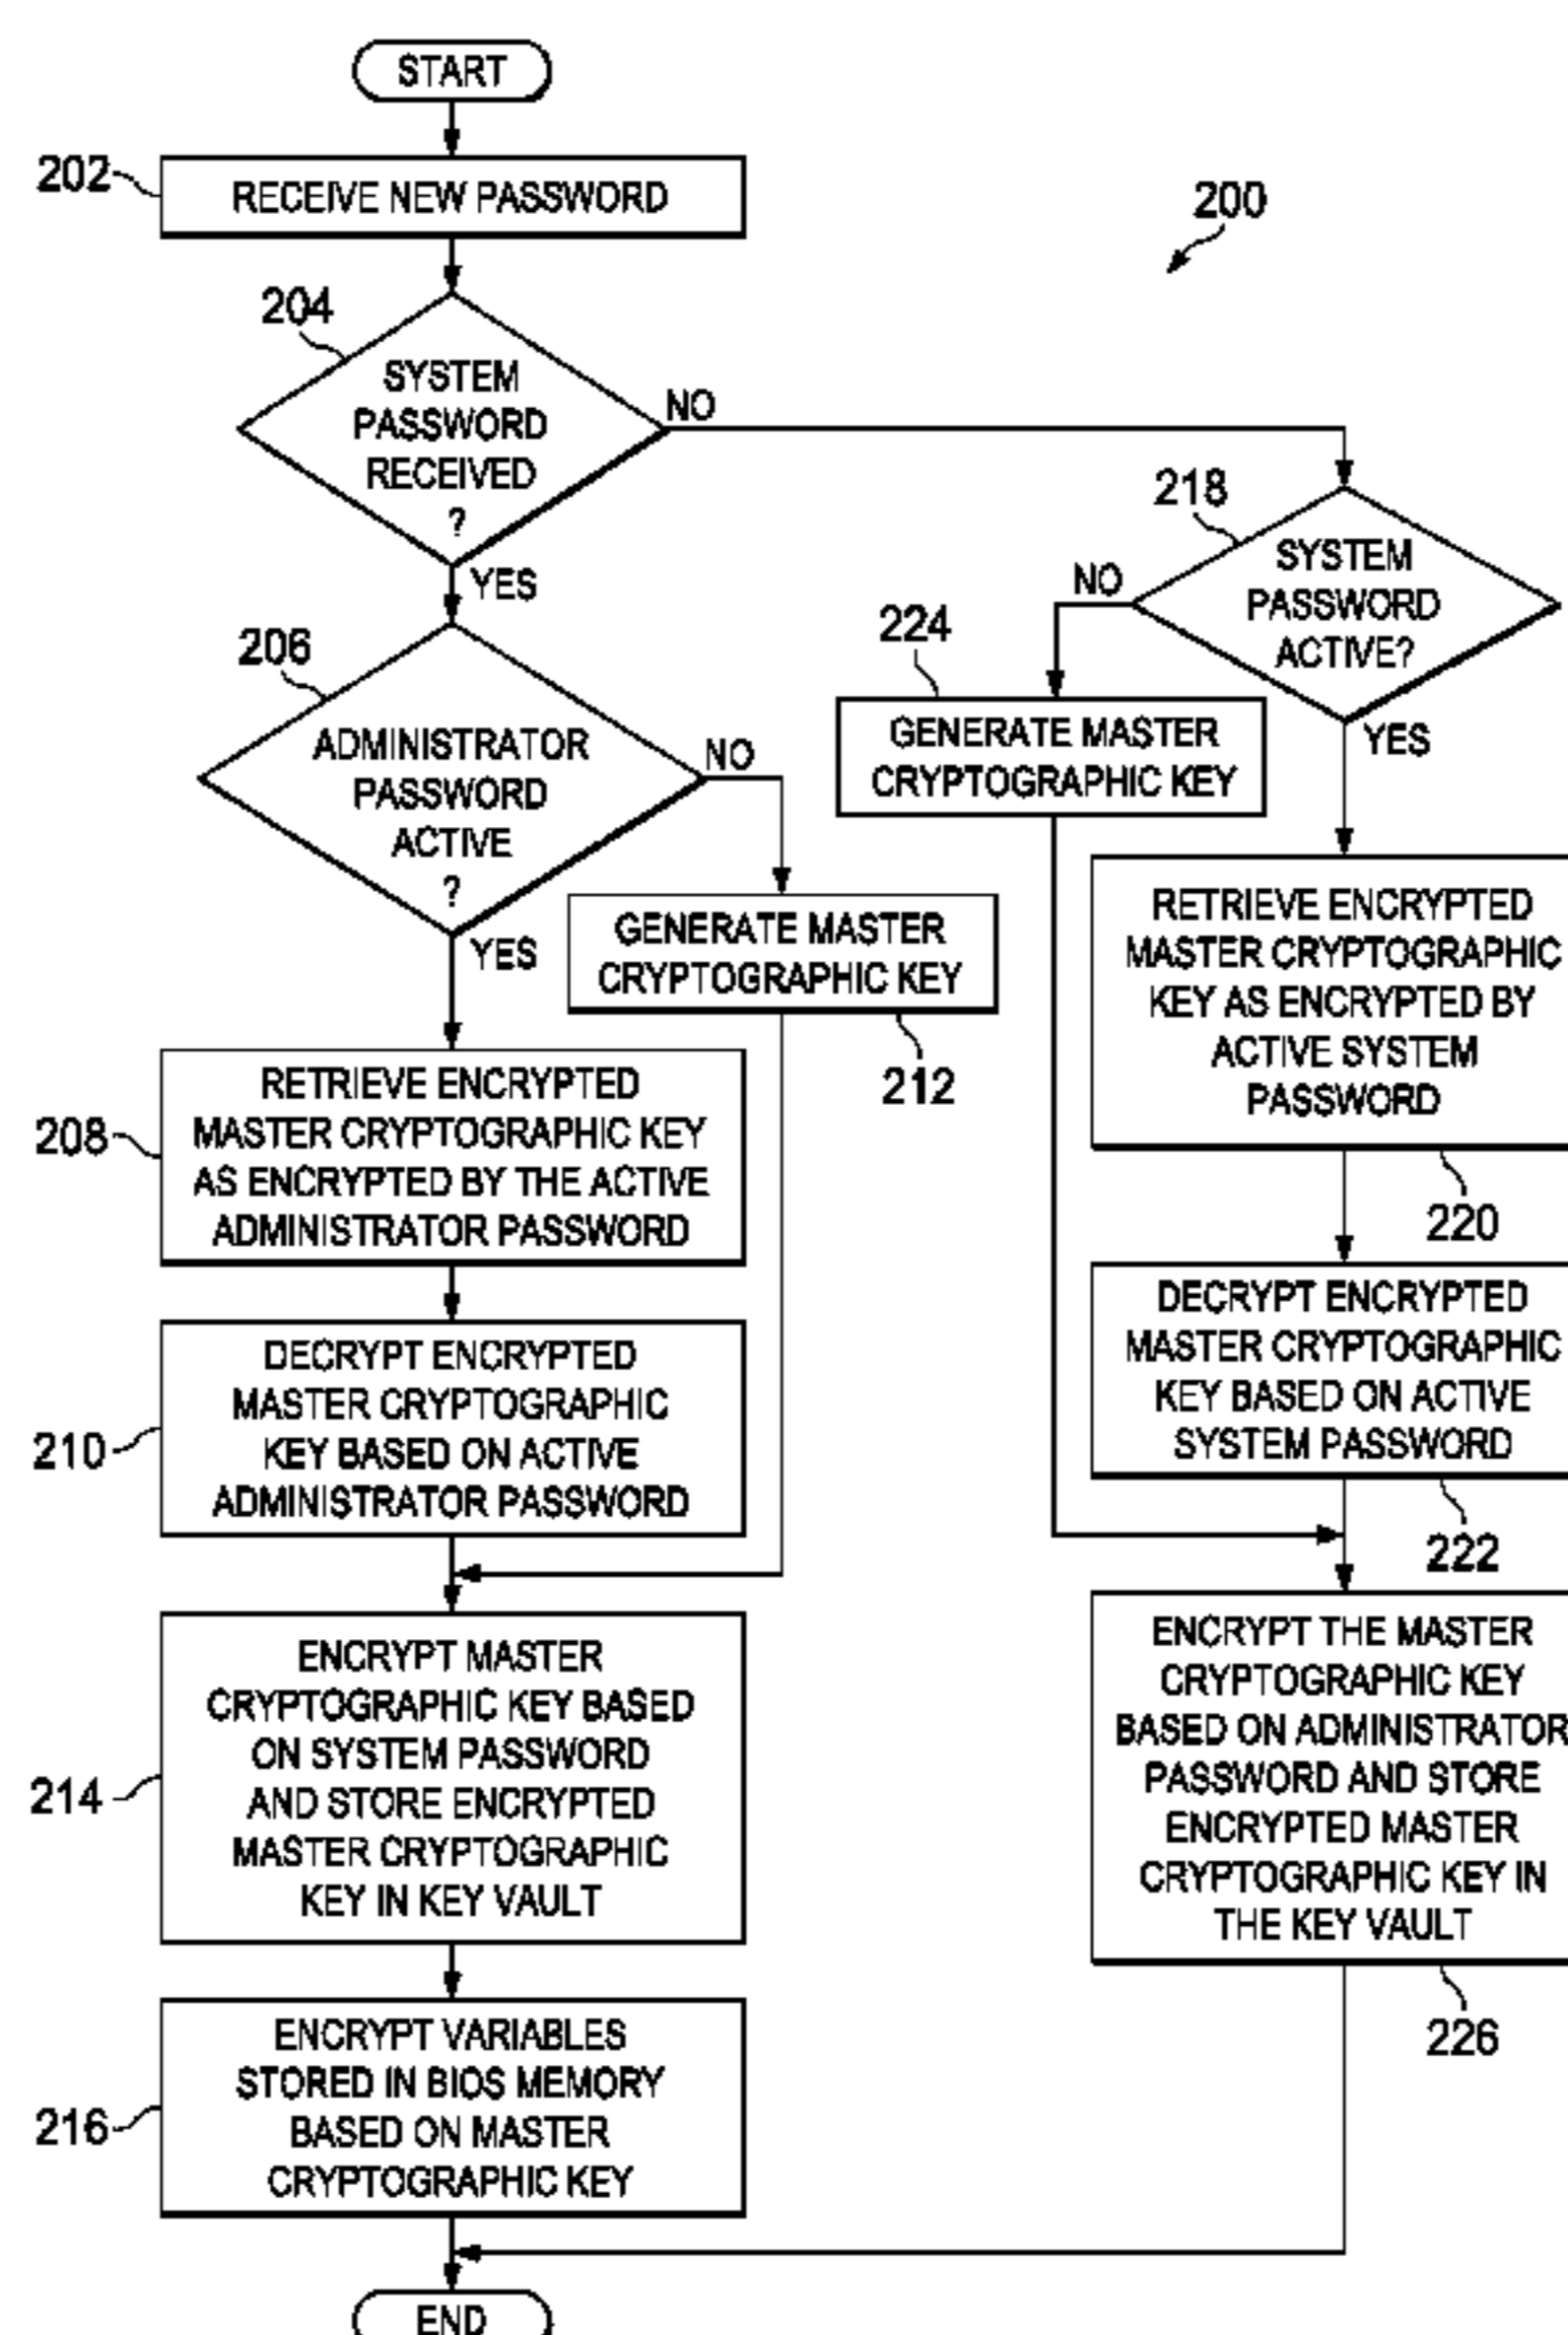 START
202
RECEIVE NEW PASSWORD
200
204
SYSTEM
PASSWORD
RECEIVED
?
NO
YES
218
SYSTEM
PASSWORD
ACTIVE?
NO
YES
206
ADMINISTRATOR
PASSWORD
ACTIVE
?
NO
YES
224
GENERATE MASTER
CRYPTOGRAPHIC KEY
GENERATE MASTER
CRYPTOGRAPHIC KEY
212
RETRIEVE ENCRYPTED
MASTER CRYPTOGRAPHIC
KEY AS ENCRYPTED BY
ACTIVE SYSTEM
PASSWORD
220
208
RETRIEVE ENCRYPTED
MASTER CRYPTOGRAPHIC KEY
AS ENCRYPTED BY THE ACTIVE
ADMINISTRATOR PASSWORD
DECRYPT ENCRYPTED
MASTER CRYPTOGRAPHIC
KEY BASED ON ACTIVE
SYSTEM PASSWORD
222
210
DECRYPT ENCRYPTED
MASTER CRYPTOGRAPHIC
KEY BASED ON ACTIVE
ADMINISTRATOR PASSWORD
214
ENCRYPT MASTER
CRYPTOGRAPHIC KEY BASED
ON SYSTEM PASSWORD
AND STORE ENCRYPTED
MASTER CRYPTOGRAPHIC
KEY IN KEY VAULT
ENCRYPT THE MASTER
CRYPTOGRAPHIC KEY
BASED ON ADMINISTRATOR
PASSWORD AND STORE
ENCRYPTED MASTER
CRYPTOGRAPHIC KEY IN
THE KEY VAULT
226
216
ENCRYPT VARIABLES
STORED IN BIOS MEMORY
BASED ON MASTER
CRYPTOGRAPHIC KEY
END